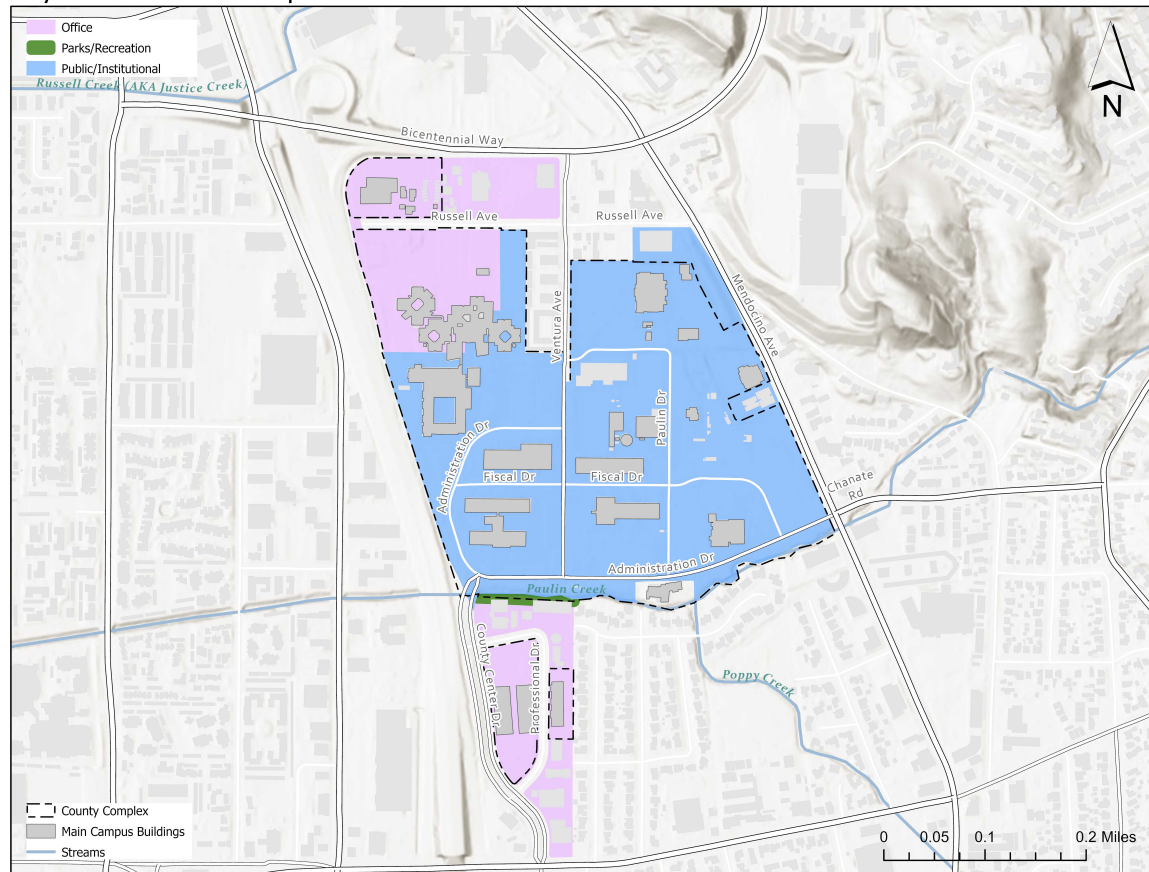 Office
Parks/Recreation
Public/Institutional
Russell Creek (AKA Justice Creek)
N
Bicentennial Way
Russell Ave
Russell Ave
Mendocino Ave
Ventura Ave
Paulin Dr
Administration Dr
Fiscal Dr
Fiscal Dr
Chanate
Rd
Administration Dr
Paulin Creek
County Center Dr
Professional Dr
Poppy Creek
County Complex
Main Campus Buildings
Streams
0 0.05 0.1 0.2 Miles